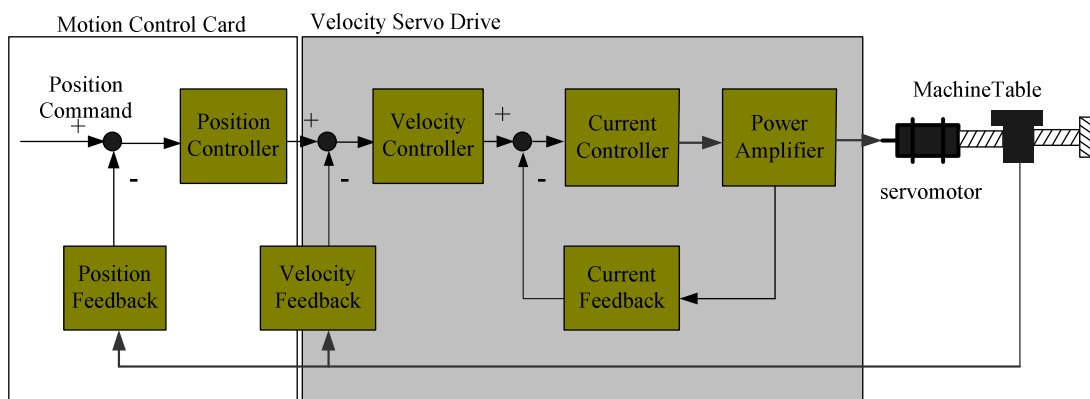 Motion Control Card
Velocity Servo Drive
Position
Command
+
-
Position
Controller
+
-
Velocity
Controller
+
-
Current
Controller
Power
Amplifier
MachineTable
servomotor
Position
Feedback
Velocity
Feedback
Current
Feedback